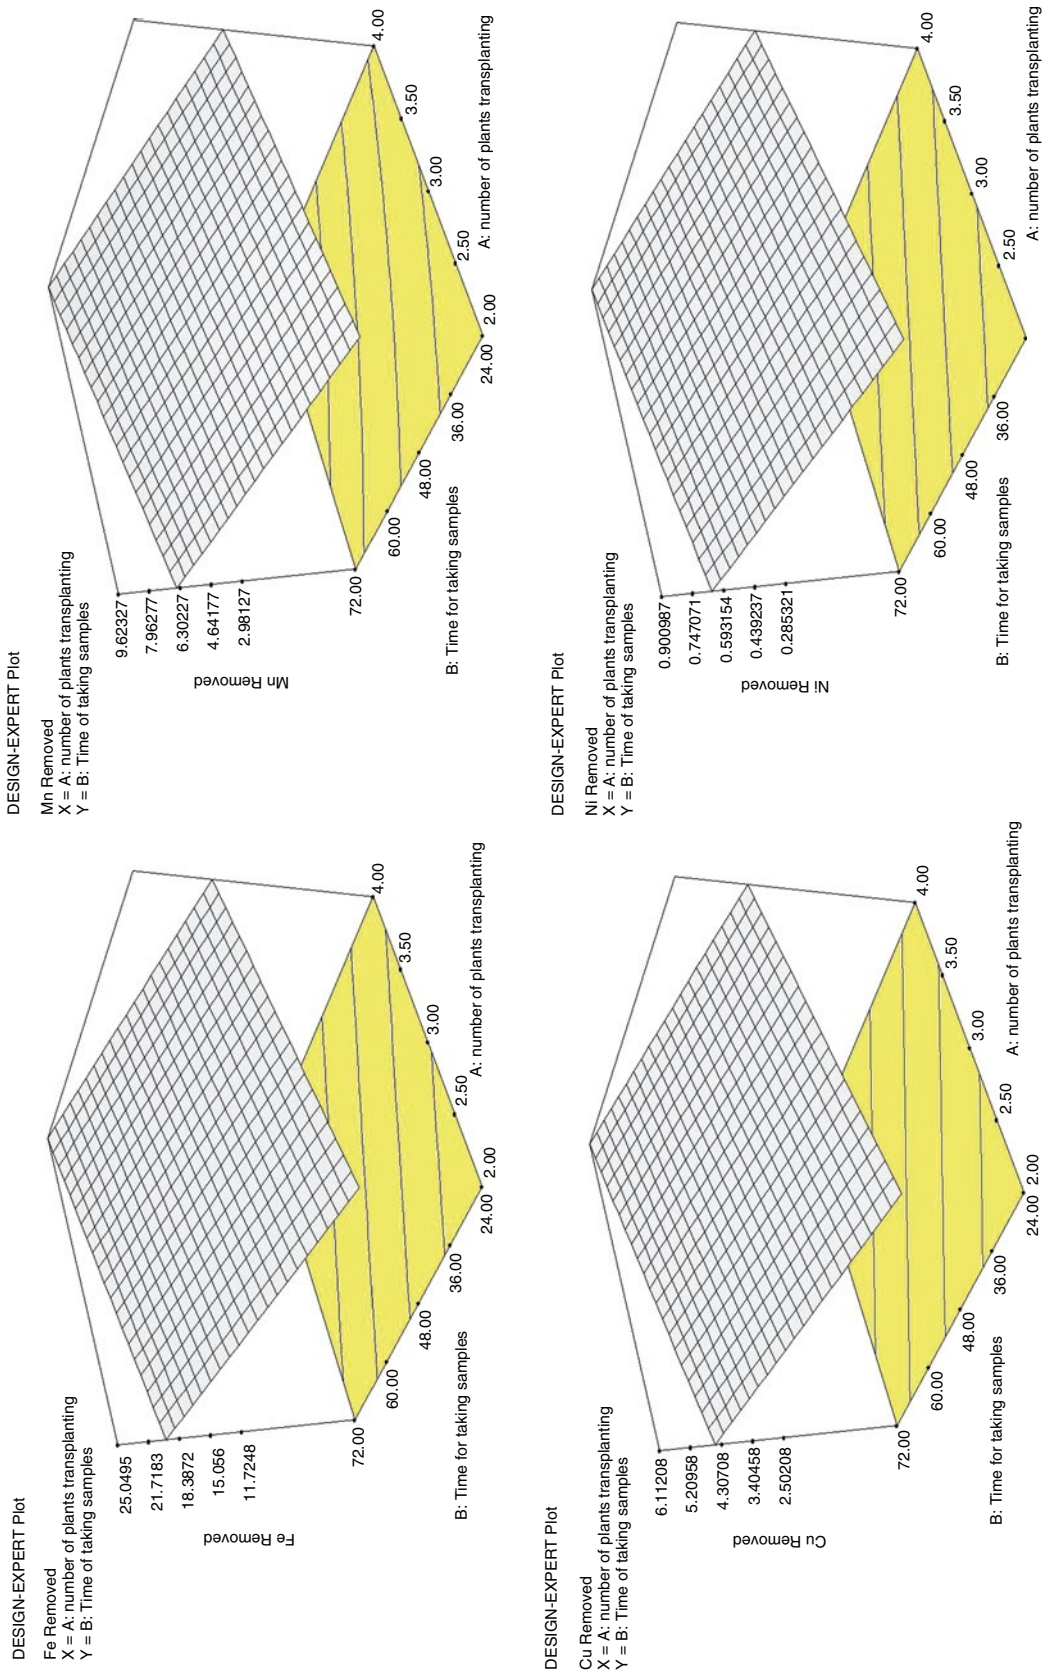 DESIGN-EXPERT Plot
Fe Removed
X = A: number of plants transplanting
Y = B: Time of taking samples
25.0495
21.7183
18.3872
15.056
11.7248
Fe Removed
72.00
60.00
48.00
36.00
24.00
B: Time for taking samples
2.00
2.50
3.00
3.50
4.00
A: number of plants transplanting
DESIGN-EXPERT Plot
Mn Removed
X = A: number of plants transplanting
Y = B: Time of taking samples
9.62327
7.96277
6.30227
4.64177
2.98127
Mn Removed
72.00
60.00
48.00
36.00
24.00
B: Time for taking samples
2.00
2.50
3.00
3.50
4.00
A: number of plants transplanting
DESIGN-EXPERT Plot
Cu Removed
X = A: number of plants transplanting
Y = B: Time of taking samples
6.11208
5.20958
4.30708
3.40458
2.50208
Cu Removed
72.00
60.00
48.00
36.00
24.00
B: Time for taking samples
2.00
2.50
3.00
3.50
4.00
A: number of plants transplanting
DESIGN-EXPERT Plot
Ni Removed
X = A: number of plants transplanting
Y = B: Time of taking samples
0.900987
0.747071
0.593154
0.439237
0.285321
Ni Removed
72.00
60.00
48.00
36.00
B: Time for taking samples
2.50
3.00
3.50
4.00
A: number of plants transplanting